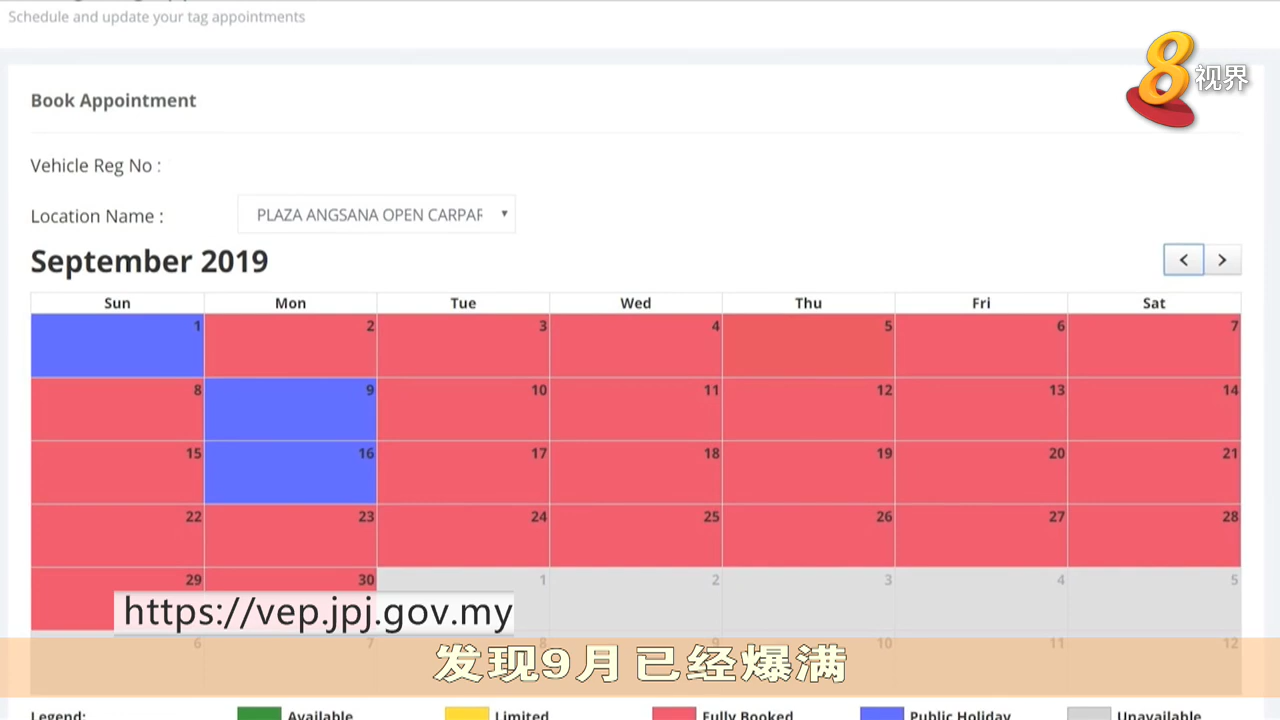 Schedule and update your tag appointments
8视界
Book Appointment
Vehicle Reg No :
Location Name :
PLAZA ANGSANA OPEN CARPAR
September 2019
Sun Mon Tue Wed Thu Fri Sat
1 2 3 4 5 6 7
8 9 10 11 12 13 14
15 16 17 18 19 20 21
22 23 24 25 26 27 28
29 30 1 2 3 4 5
https://vep.jpj.gov.my
6 7 8 9 10 11 12
发现9月已经爆满
Legend: Available Limited Fully Booked Public Holiday Unavailable